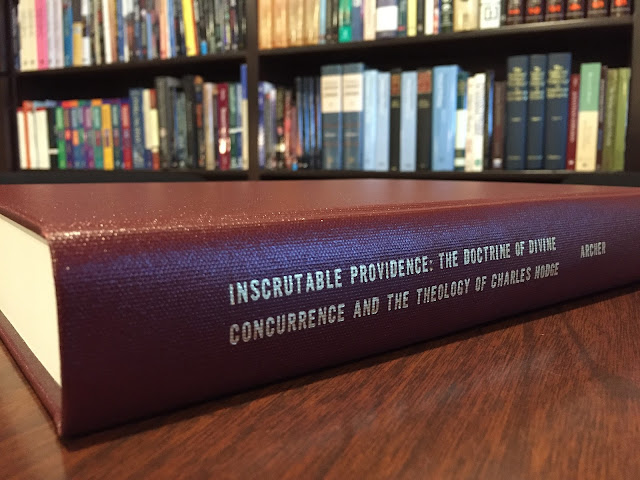 INSCRUTABLE PROVIDENCE: THE DOCTRINE OF DIVINE
CONCURRENCE AND THE THEOLOGY OF CHARLES HODGE
ARCHER